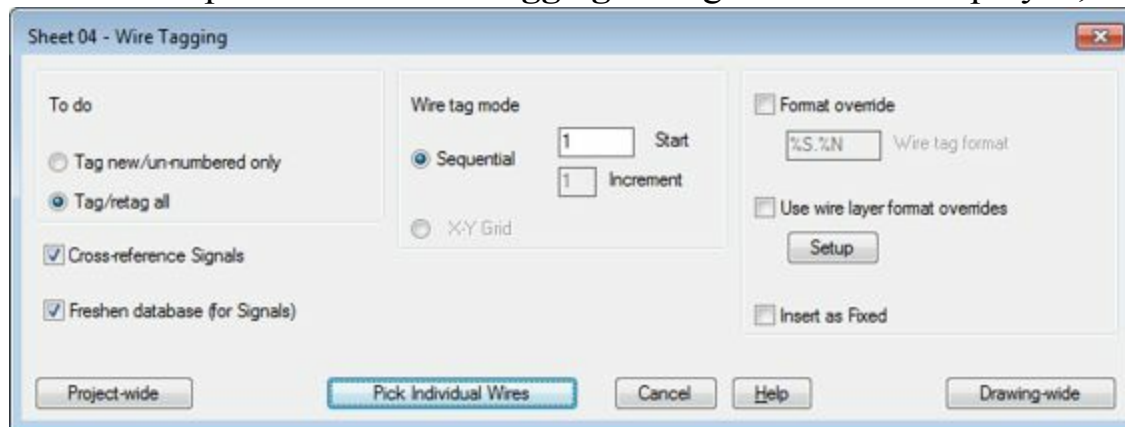 Sheet 04 - Wire Tagging
To do
Tag new/un-numbered only
Tag/retag all
Cross-reference Signals
Freshen database (for Signals)
Wire tag mode
Sequential
1 Start
1 Increment
X-Y Grid
Format override
%S.%N Wire tag format
Use wire layer format overrides
Setup
Insert as Fixed
Project-wide
Pick Individual Wires
Cancel
Help
Drawing-wide